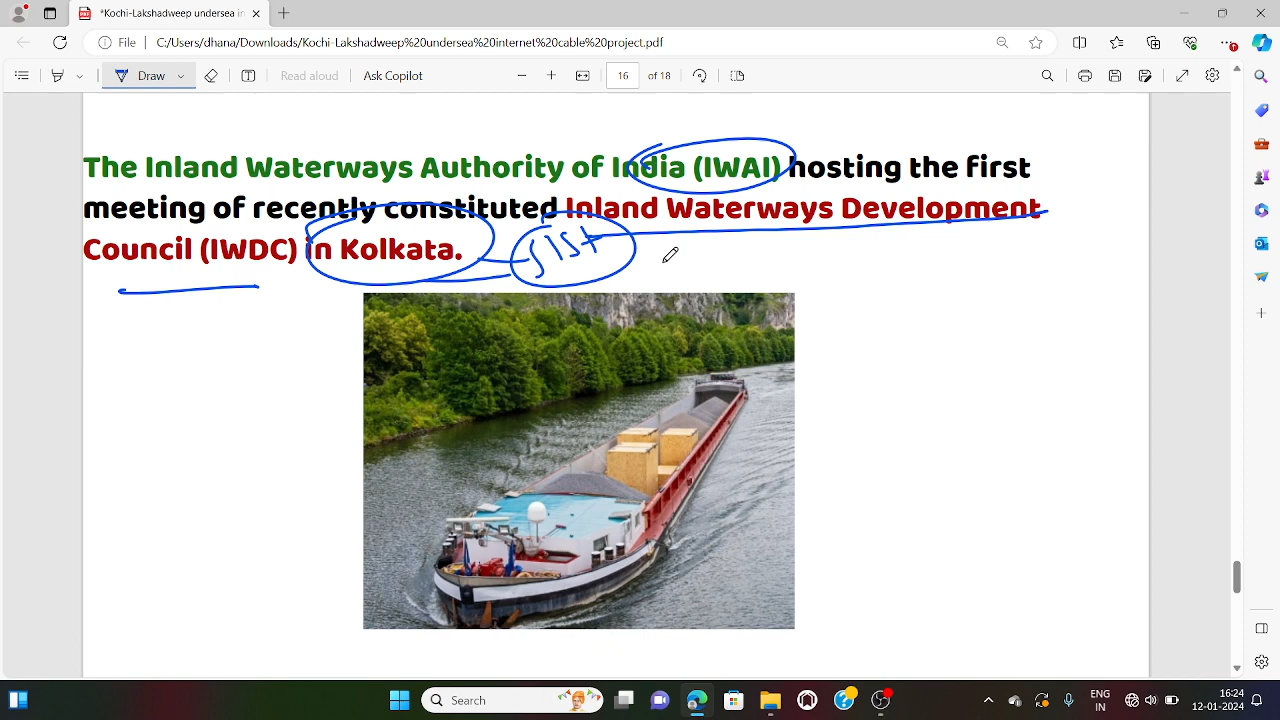 *Kochi-Lakshadweep undersea in
File
C:/Users/dhana/Downloads/Kochi-Lakshadweep%20undersea%20internet%20cable%20project.pdf
Draw
Read aloud
Ask Copilot
16
of 18
The Inland Waterways Authority of India (IWAI) hosting the first
meeting of recently constituted Inland Waterways Development
Council (IWDC) in Kolkata.
Search
ENG
IN
16:24
12-01-2024